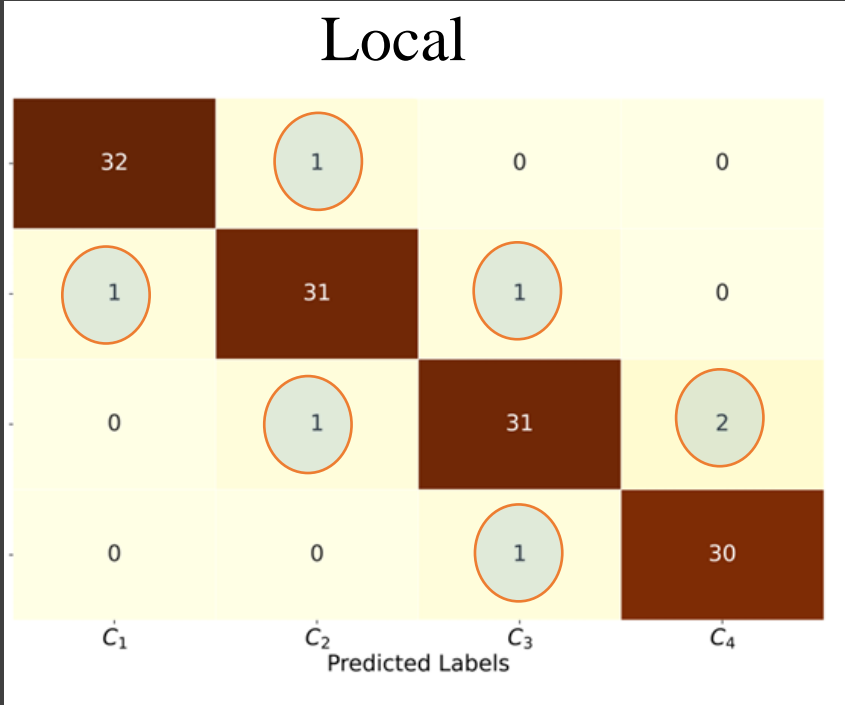 Local
32 1 0 0
1 31 1 0
0 1 31 2
0 0 1 30
C₁ C₂ C₃ C₄
Predicted Labels